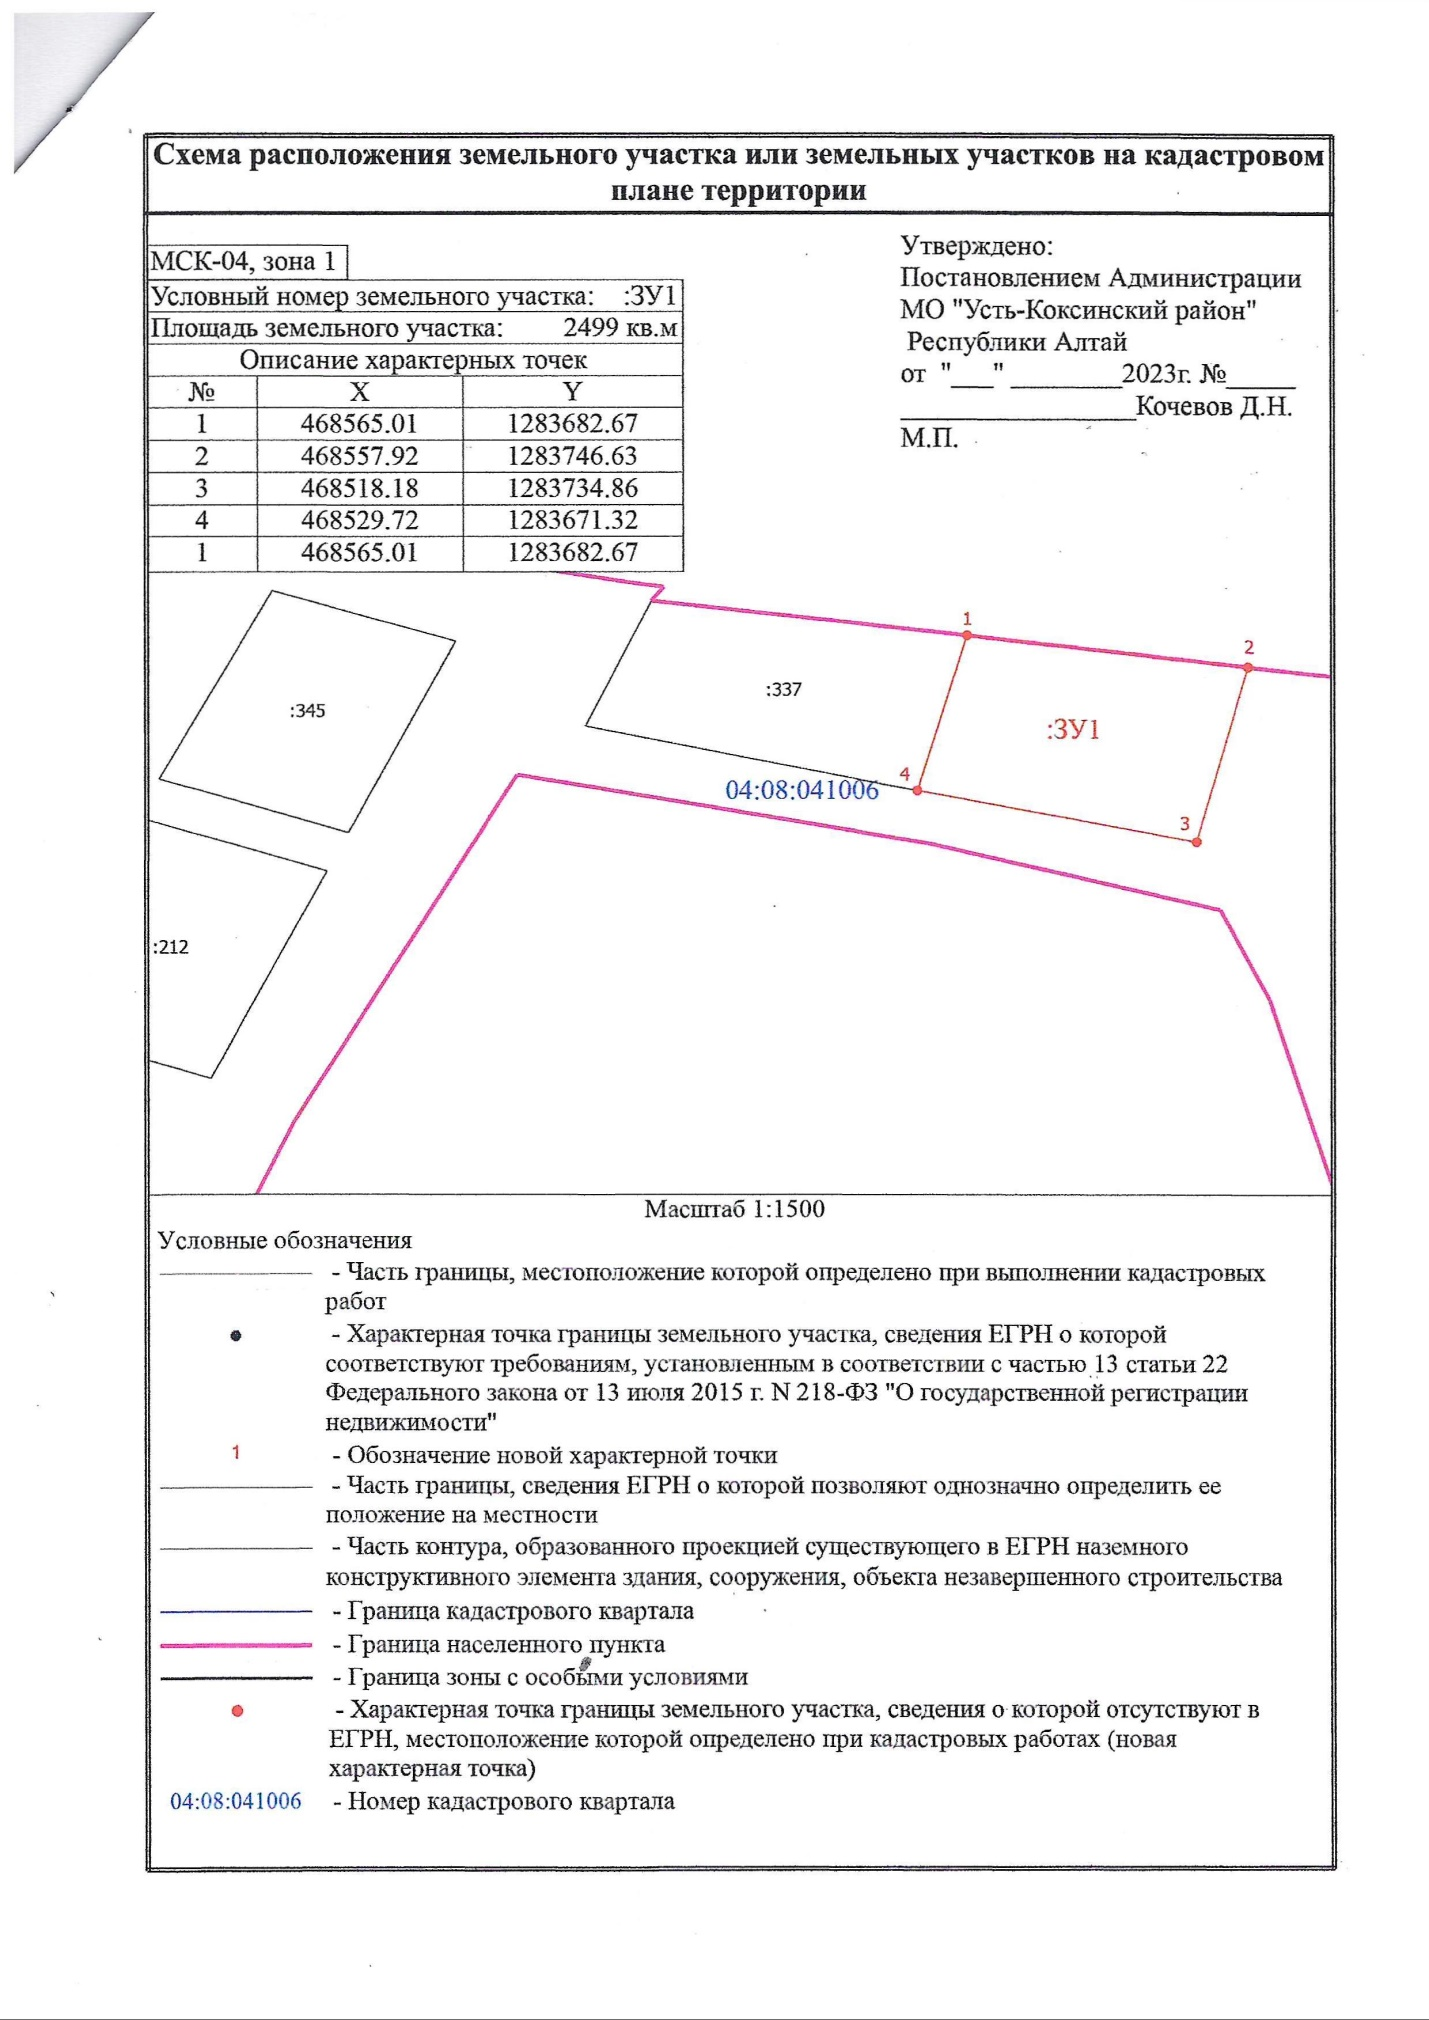 Схема расположения земельного участка или земельных участков на кадастровом
плане территории
МСК-04, зона 1
Условный номер земельного участка: :ЗУ1
Площадь земельного участка: 2499 кв.м
Описание характерных точек
№ X Y
1 468565.01 1283682.67
2 468557.92 1283746.63
3 468518.18 1283734.86
4 468529.72 1283671.32
1 468565.01 1283682.67
Утверждено:
Постановлением Администрации
МО "Усть-Коксинский район"
Республики Алтай
от "___" ________2023г. №_____
_________________Кочевов Д.Н.
М.П.
1
2
:337
:345
:ЗУ1
4
04:08:041006
3
:212
Масштаб 1:1500
Условные обозначения
- Часть границы, местоположение которой определено при выполнении кадастровых
работ
- Характерная точка границы земельного участка, сведения ЕГРН о которой
соответствуют требованиям, установленным в соответствии с частью 13 статьи 22
Федерального закона от 13 июля 2015 г. N 218-ФЗ "О государственной регистрации
недвижимости"
1 - Обозначение новой характерной точки
- Часть границы, сведения ЕГРН о которой позволяют однозначно определить ее
положение на местности
- Часть контура, образованного проекцией существующего в ЕГРН наземного
конструктивного элемента здания, сооружения, объекта незавершенного строительства
- Граница кадастрового квартала
- Граница населенного пункта
- Граница зоны с особыми условиями
- Характерная точка границы земельного участка, сведения о которой отсутствуют в
ЕГРН, местоположение которой определено при кадастровых работах (новая
характерная точка)
04:08:041006 - Номер кадастрового квартала